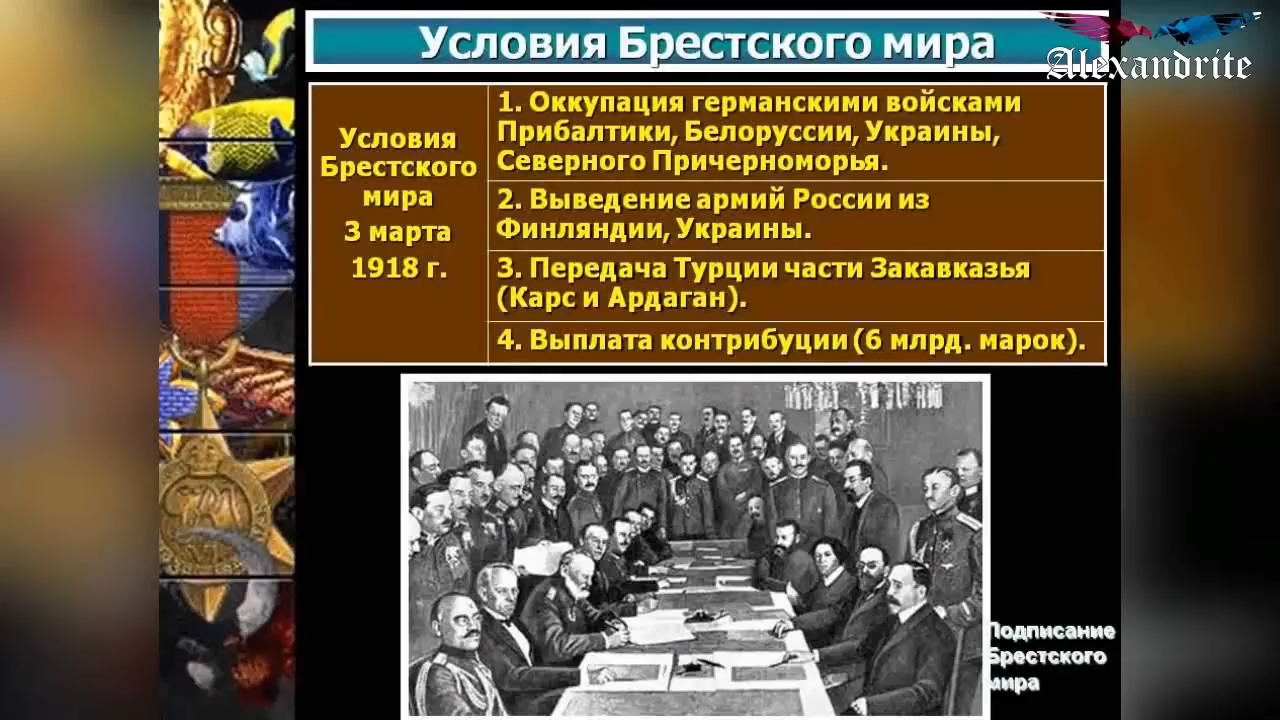 Условия Брестского мира
Alexandrite
Условия
Брестского
мира
3 марта
1918 г.
1. Оккупация германскими войсками
Прибалтики, Белоруссии, Украины,
Северного Причерноморья.
2. Выведение армий России из
Финляндии, Украины.
3. Передача Турции части Закавказья
(Карс и Ардаган).
4. Выплата контрибуции (6 млрд. марок).
Подписание
Брестского
мира